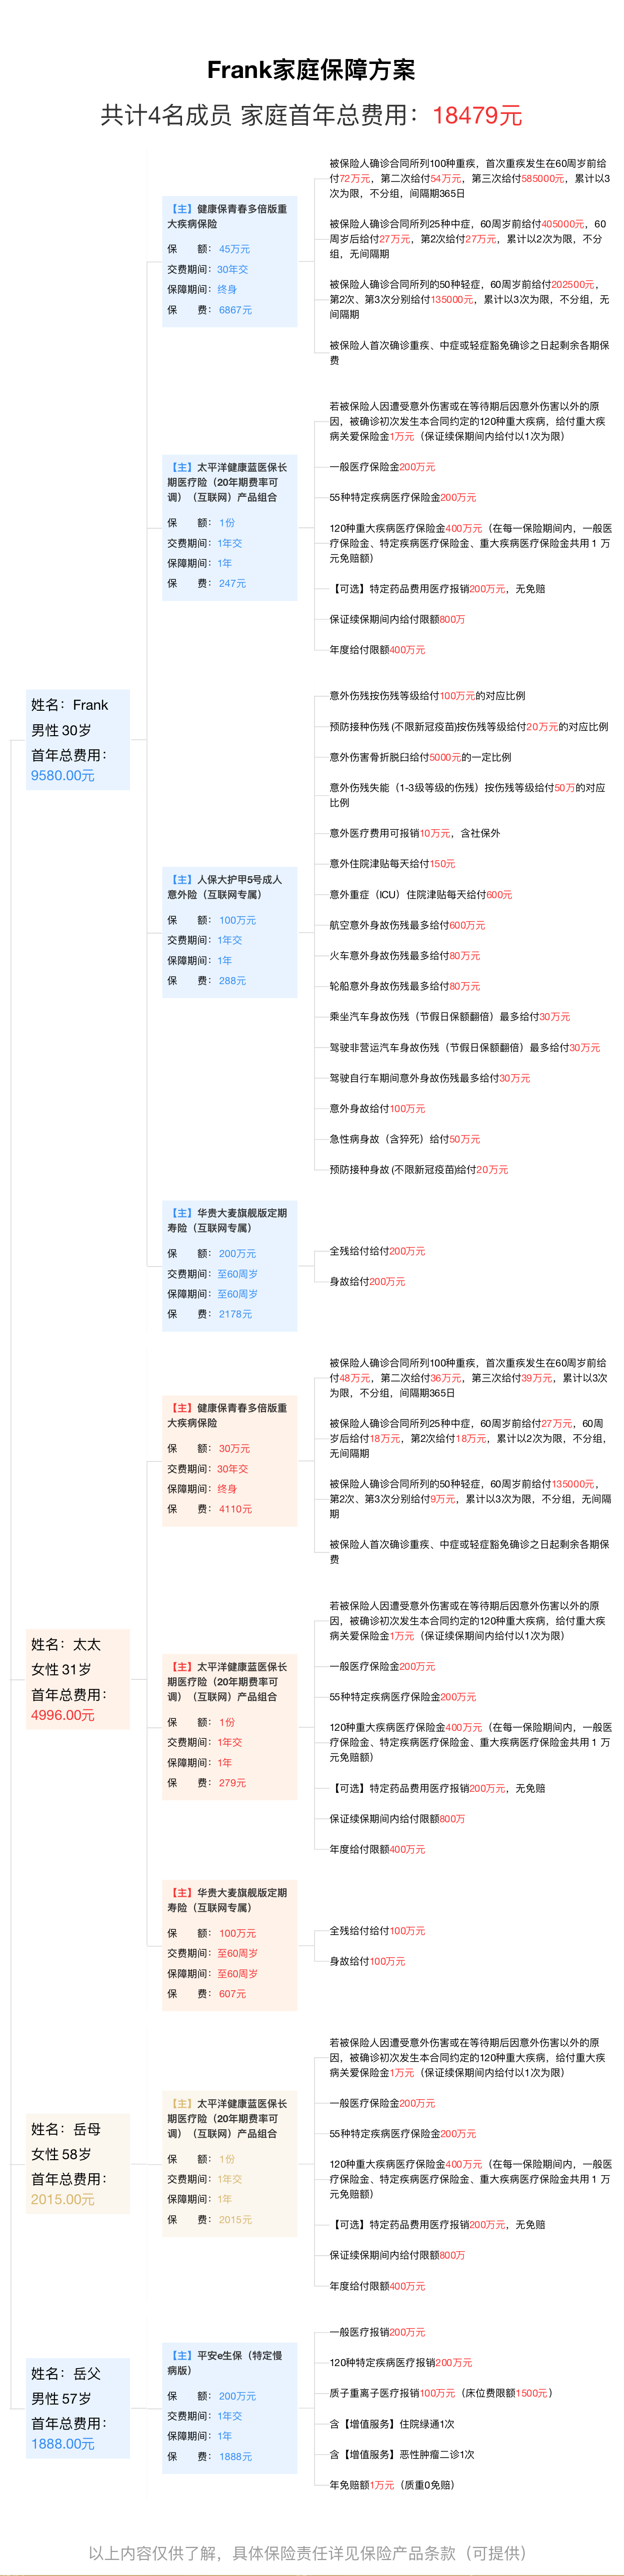 Frank家庭保障方案
共计4名成员 家庭首年总费用：18479元
姓名：Frank
男性 30岁
首年总费用：
9580.00元
【主】健康保青春多倍版重
大疾病保险
保 额：45万元
交费期间：30年交
保障期间：终身
保 费：6867元
被保险人确诊合同所列100种重疾，首次重疾发生在60周岁前给
付72万元，第二次给付54万元，第三次给付585000元，累计以3
次为限，不分组，间隔期365日
被保险人确诊合同所列25种中症，60周岁前给付405000元，60
周岁后给付27万元，第2次给付27万元，累计以2次为限，不分
组，无间隔期
被保险人确诊合同所列的50种轻症，60周岁前给付202500元，
第2次、第3次分别给付135000元，累计以3次为限，不分组，无
间隔期
被保险人首次确诊重疾、中症或轻症豁免确诊之日起剩余各期保
费
【主】太平洋健康蓝医保长
期医疗险（20年期费率可
调）（互联网）产品组合
保 额：1份
交费期间：1年交
保障期间：1年
保 费：247元
若被保险人因遭受意外伤害或在等待期后因意外伤害以外的原
因，被确诊初次发生本合同约定的120种重大疾病，给付重大疾
病关爱保险金1万元（保证续保期间内给付以1次为限）
一般医疗保险金200万元
55种特定疾病医疗保险金200万元
120种重大疾病医疗保险金400万元（在每一保险期间内，一般医
疗保险金、特定疾病医疗保险金、重大疾病医疗保险金共用 1 万
元免赔额）
【可选】特定药品费用医疗报销200万元，无免赔
保证续保期间内给付限额800万
年度给付限额400万元
【主】人保大护甲5号成人
意外险（互联网专属）
保 额：100万元
交费期间：1年交
保障期间：1年
保 费：288元
意外伤残按伤残等级给付100万元的对应比例
预防接种伤残 (不限新冠疫苗)按伤残等级给付20万元的对应比例
意外伤害骨折脱臼给付5000元的一定比例
意外伤残失能（1-3级等级的伤残）按伤残等级给付50万的对应
比例
意外医疗费用可报销10万元，含社保外
意外住院津贴每天给付150元
意外重症（ICU）住院津贴每天给付600元
航空意外身故伤残最多给付600万元
火车意外身故伤残最多给付80万元
轮船意外身故伤残最多给付80万元
乘坐汽车身故伤残（节假日保额翻倍）最多给付30万元
驾驶非营运汽车身故伤残（节假日保额翻倍）最多给付30万元
驾驶自行车期间意外身故伤残最多给付30万元
意外身故给付100万元
急性病身故（含猝死）给付50万元
预防接种身故 (不限新冠疫苗)给付20万元
【主】华贵大麦旗舰版定期
寿险（互联网专属）
保 额：200万元
交费期间：至60周岁
保障期间：至60周岁
保 费：2178元
全残给付给付200万元
身故给付200万元
姓名：太太
女性 31岁
首年总费用：
4996.00元
【主】健康保青春多倍版重
大疾病保险
保 额：30万元
交费期间：30年交
保障期间：终身
保 费：4110元
被保险人确诊合同所列100种重疾，首次重疾发生在60周岁前给
付48万元，第二次给付36万元，第三次给付39万元，累计以3次
为限，不分组，间隔期365日
被保险人确诊合同所列25种中症，60周岁前给付27万元，60周
岁后给付18万元，第2次给付18万元，累计以2次为限，不分组，
无间隔期
被保险人确诊合同所列的50种轻症，60周岁前给付135000元，
第2次、第3次分别给付9万元，累计以3次为限，不分组，无间隔
期
被保险人首次确诊重疾、中症或轻症豁免确诊之日起剩余各期保
费
【主】太平洋健康蓝医保长
期医疗险（20年期费率可
调）（互联网）产品组合
保 额：1份
交费期间：1年交
保障期间：1年
保 费：279元
若被保险人因遭受意外伤害或在等待期后因意外伤害以外的原
因，被确诊初次发生本合同约定的120种重大疾病，给付重大疾
病关爱保险金1万元（保证续保期间内给付以1次为限）
一般医疗保险金200万元
55种特定疾病医疗保险金200万元
120种重大疾病医疗保险金400万元（在每一保险期间内，一般医
疗保险金、特定疾病医疗保险金、重大疾病医疗保险金共用 1 万
元免赔额）
【可选】特定药品费用医疗报销200万元，无免赔
保证续保期间内给付限额800万
年度给付限额400万元
【主】华贵大麦旗舰版定期
寿险（互联网专属）
保 额：100万元
交费期间：至60周岁
保障期间：至60周岁
保 费：607元
全残给付给付100万元
身故给付100万元
姓名：岳母
女性 58岁
首年总费用：
2015.00元
【主】太平洋健康蓝医保长
期医疗险（20年期费率可
调）（互联网）产品组合
保 额：1份
交费期间：1年交
保障期间：1年
保 费：2015元
若被保险人因遭受意外伤害或在等待期后因意外伤害以外的原
因，被确诊初次发生本合同约定的120种重大疾病，给付重大疾
病关爱保险金1万元（保证续保期间内给付以1次为限）
一般医疗保险金200万元
55种特定疾病医疗保险金200万元
120种重大疾病医疗保险金400万元（在每一保险期间内，一般医
疗保险金、特定疾病医疗保险金、重大疾病医疗保险金共用 1 万
元免赔额）
【可选】特定药品费用医疗报销200万元，无免赔
保证续保期间内给付限额800万
年度给付限额400万元
姓名：岳父
男性 57岁
首年总费用：
1888.00元
【主】平安e生保（特定慢
病版）
保 额：200万元
交费期间：1年交
保障期间：1年
保 费：1888元
一般医疗报销200万元
120种特定疾病医疗报销200万元
质子重离子医疗报销100万元（床位费限额1500元）
含【增值服务】住院绿通1次
含【增值服务】恶性肿瘤二诊1次
年免赔额1万元（质重0免赔）
以上内容仅供了解，具体保险责任详见保险产品条款（可提供）